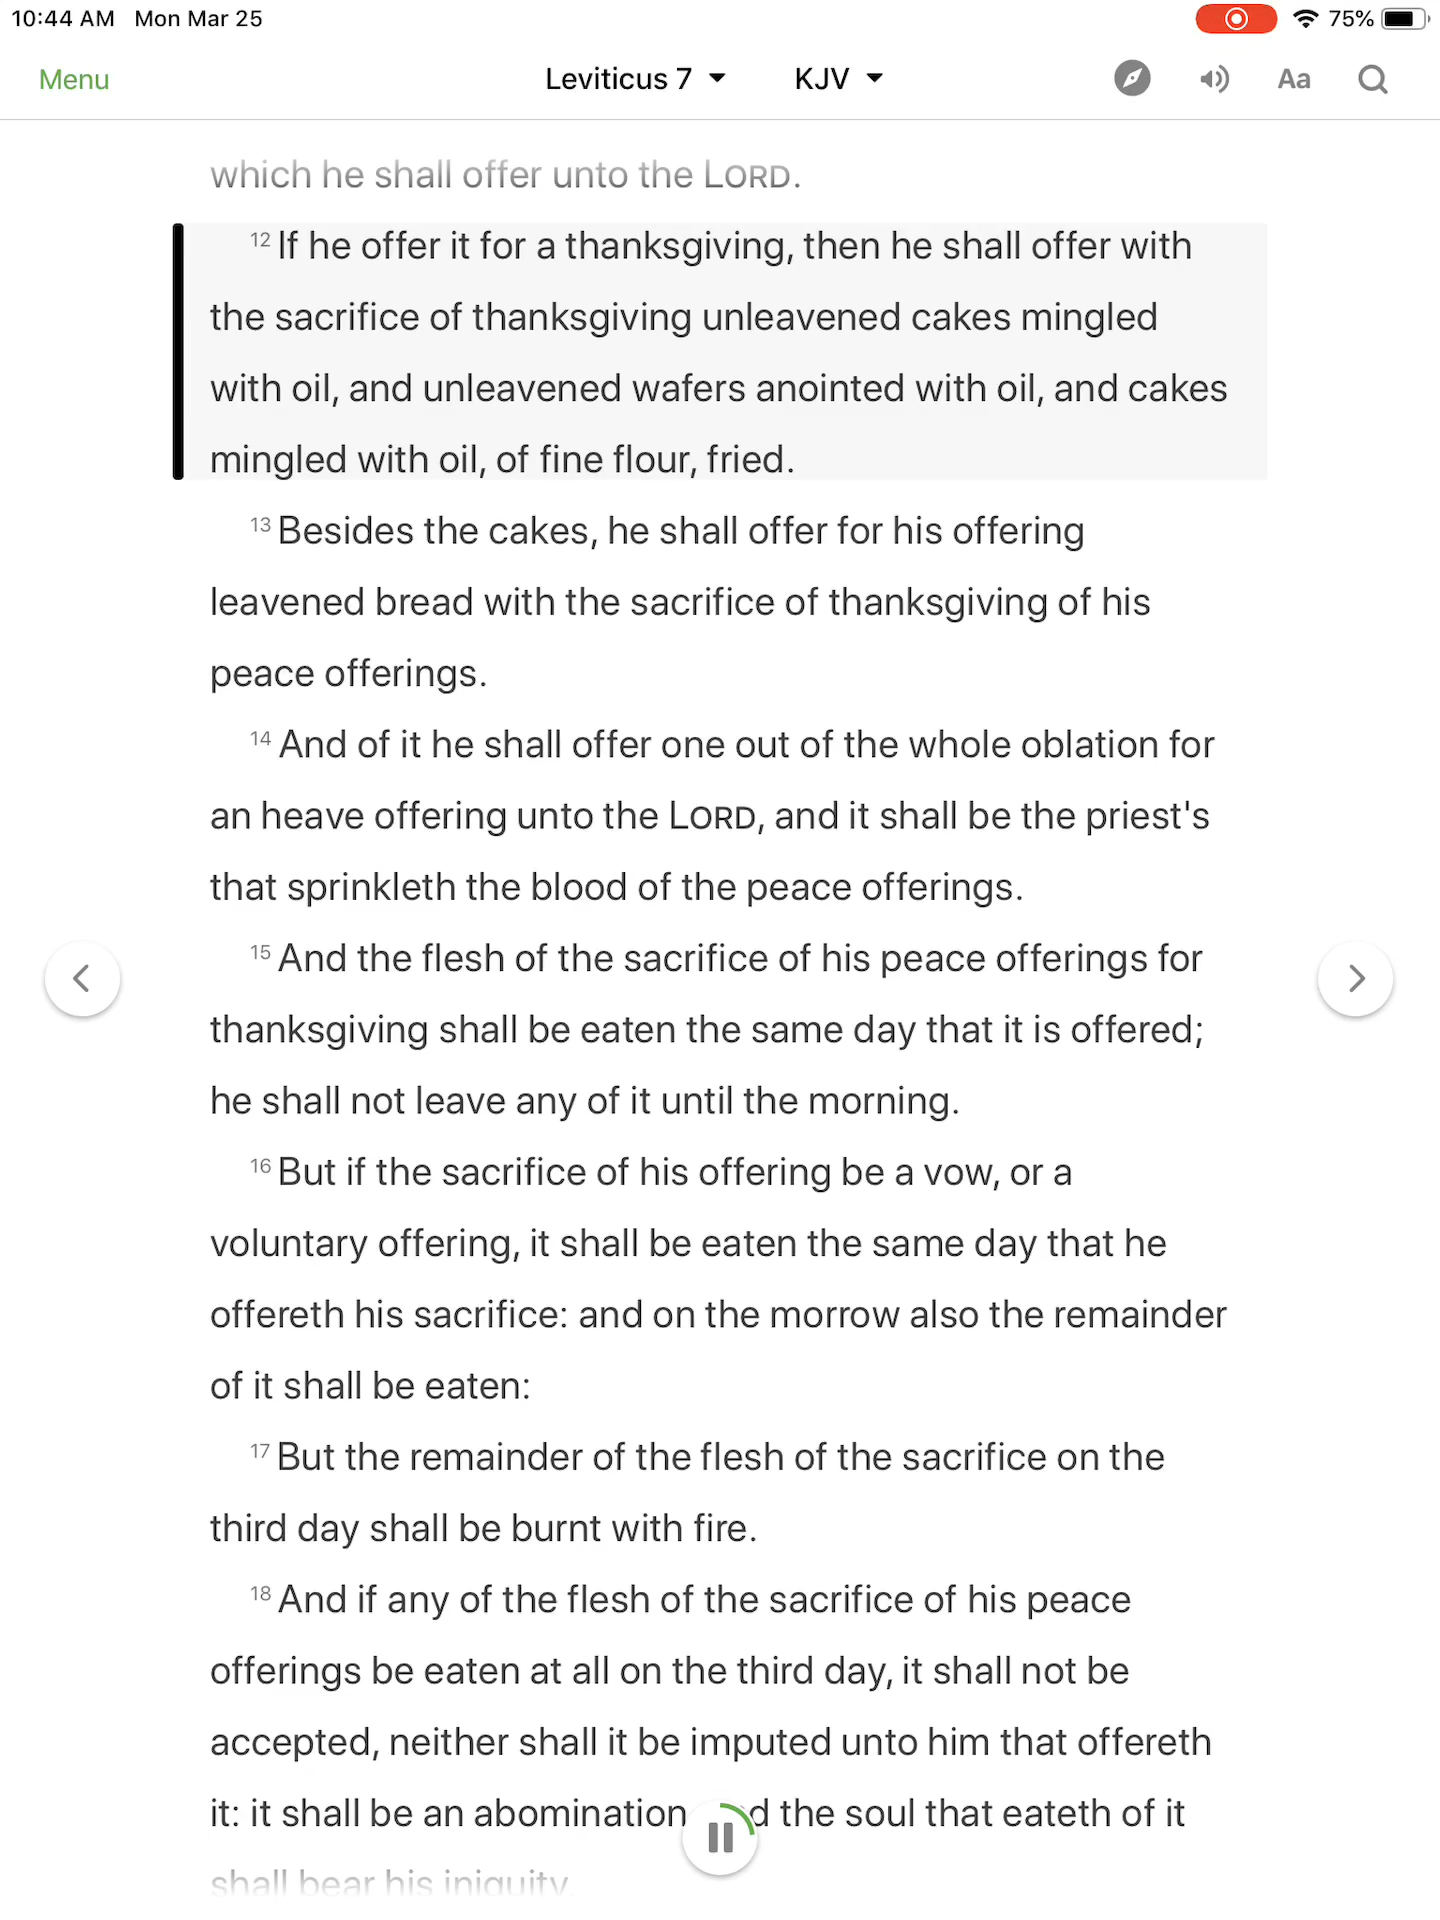 10:44 AM Mon Mar 25 75%
Menu Leviticus 7 KJV Aa
which he shall offer unto the LORD.
12 If he offer it for a thanksgiving, then he shall offer with
the sacrifice of thanksgiving unleavened cakes mingled
with oil, and unleavened wafers anointed with oil, and cakes
mingled with oil, of fine flour, fried.
13 Besides the cakes, he shall offer for his offering
leavened bread with the sacrifice of thanksgiving of his
peace offerings.
14 And of it he shall offer one out of the whole oblation for
an heave offering unto the LORD, and it shall be the priest's
that sprinkleth the blood of the peace offerings.
15 And the flesh of the sacrifice of his peace offerings for
thanksgiving shall be eaten the same day that it is offered;
he shall not leave any of it until the morning.
16 But if the sacrifice of his offering be a vow, or a
voluntary offering, it shall be eaten the same day that he
offereth his sacrifice: and on the morrow also the remainder
of it shall be eaten:
17 But the remainder of the flesh of the sacrifice on the
third day shall be burnt with fire.
18 And if any of the flesh of the sacrifice of his peace
offerings be eaten at all on the third day, it shall not be
accepted, neither shall it be imputed unto him that offereth
it: it shall be an abomination the soul that eateth of it
shall bear his iniquity.